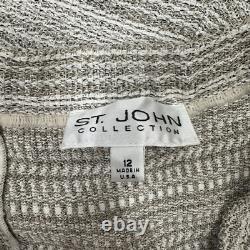 ST. JOHN
COLLECTION
12
MADE IN
U.S.A.